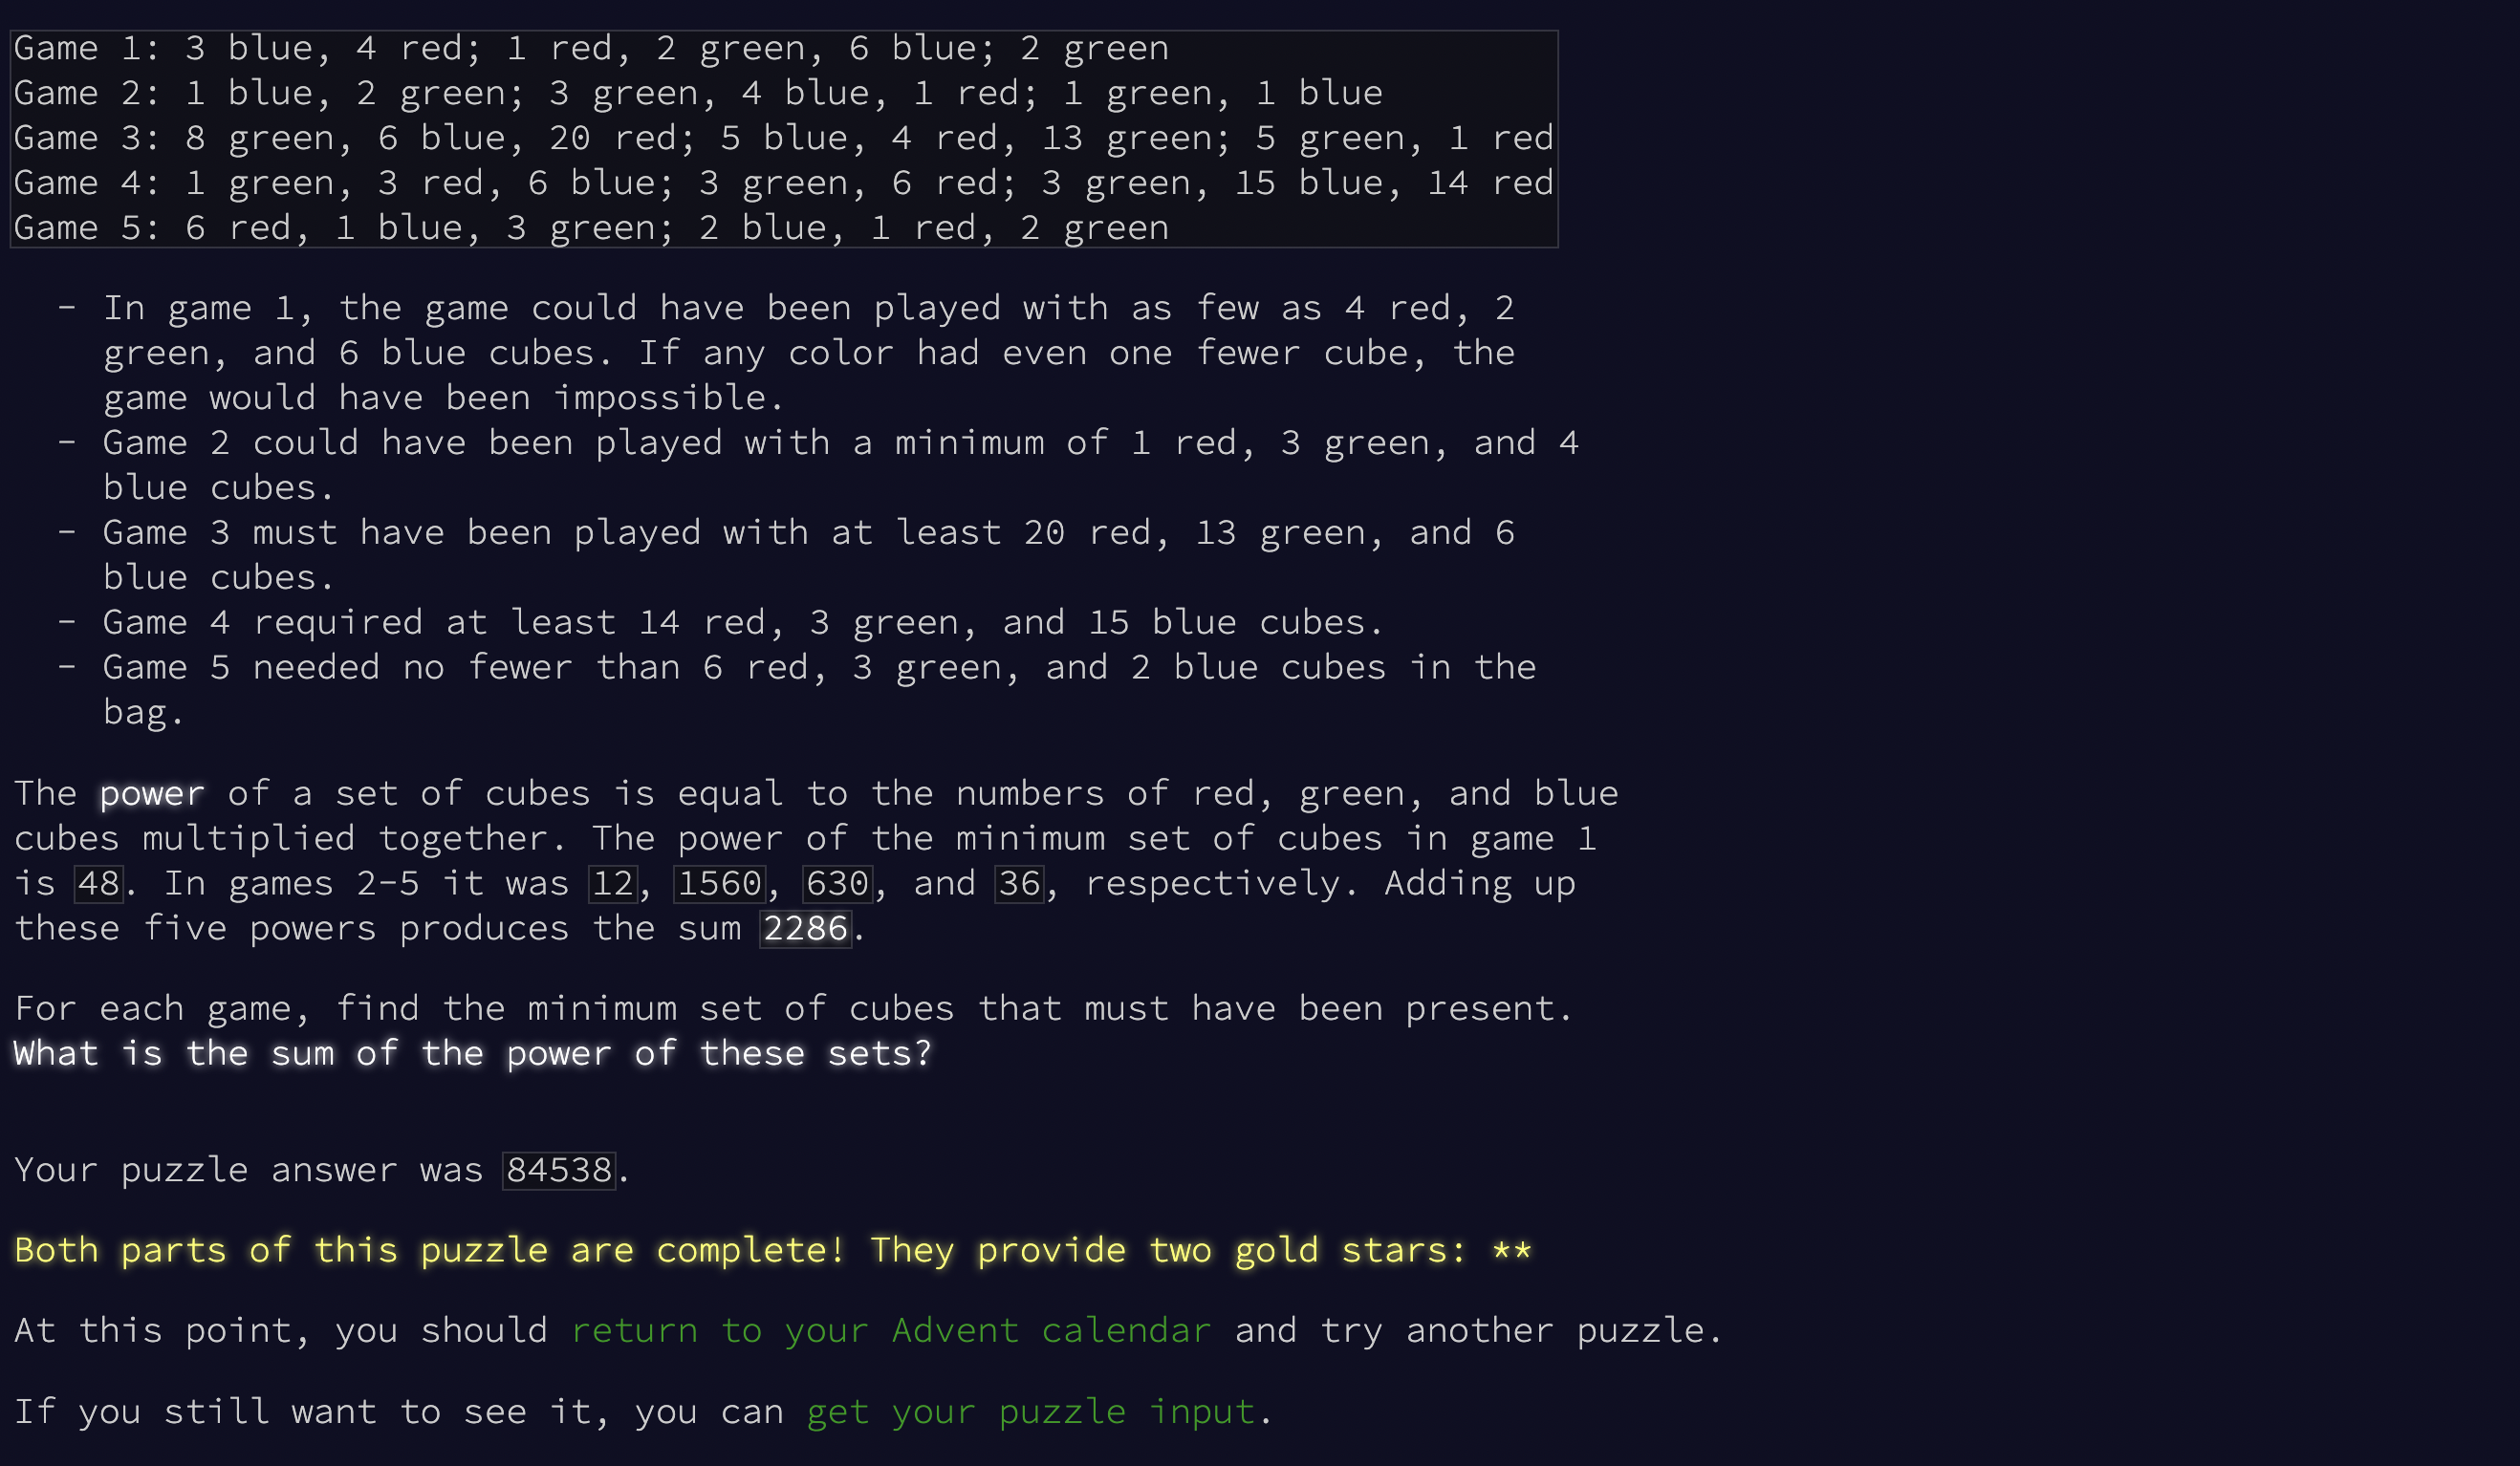 Game 1: 3 blue, 4 red; 1 red, 2 green, 6 blue; 2 green
Game 2: 1 blue, 2 green; 3 green, 4 blue, 1 red; 1 green, 1 blue
Game 3: 8 green, 6 blue, 20 red; 5 blue, 4 red, 13 green; 5 green, 1 red
Game 4: 1 green, 3 red, 6 blue; 3 green, 6 red; 3 green, 15 blue, 14 red
Game 5: 6 red, 1 blue, 3 green; 2 blue, 1 red, 2 green
- In game 1, the game could have been played with as few as 4 red, 2
green, and 6 blue cubes. If any color had even one fewer cube, the
game would have been impossible.
- Game 2 could have been played with a minimum of 1 red, 3 green, and 4
blue cubes.
- Game 3 must have been played with at least 20 red, 13 green, and 6
blue cubes.
- Game 4 required at least 14 red, 3 green, and 15 blue cubes.
- Game 5 needed no fewer than 6 red, 3 green, and 2 blue cubes in the
bag.
The power of a set of cubes is equal to the numbers of red, green, and blue
cubes multiplied together. The power of the minimum set of cubes in game 1
is 48. In games 2-5 it was 12, 1560, 630, and 36, respectively. Adding up
these five powers produces the sum 2286.
For each game, find the minimum set of cubes that must have been present.
What is the sum of the power of these sets?
Your puzzle answer was 84538.
Both parts of this puzzle are complete! They provide two gold stars: **
At this point, you should return to your Advent calendar and try another puzzle.
If you still want to see it, you can get your puzzle input.